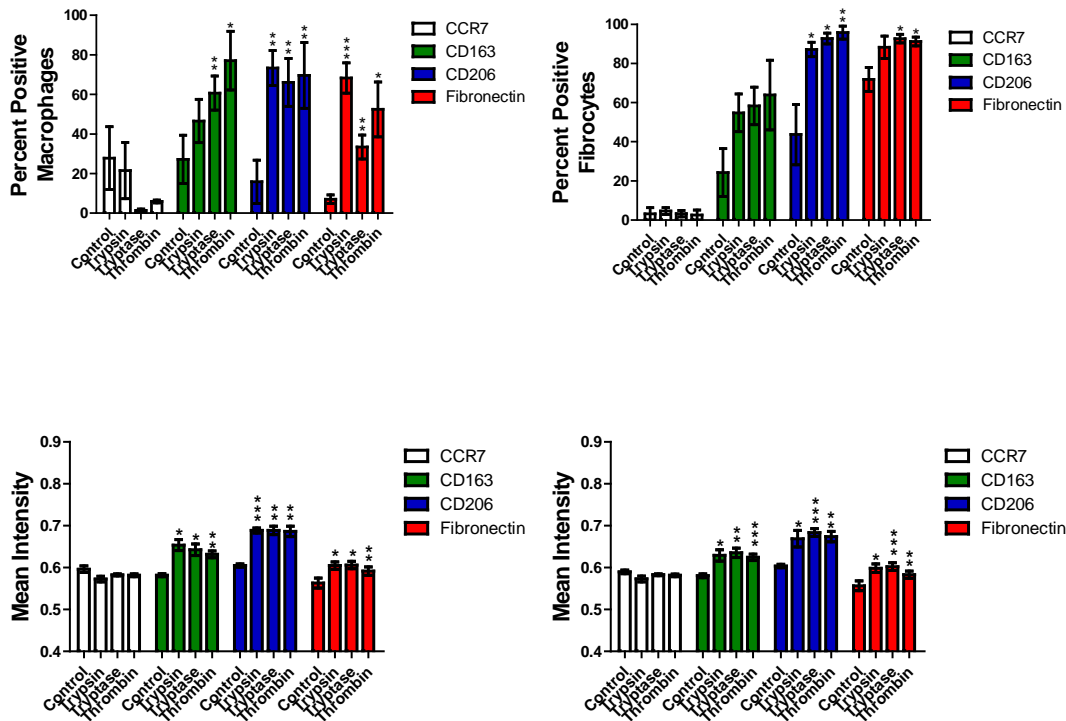 100
80
60
40
20
0
Percent Positive
Macrophages
* * * * * * * * * * * * * * * * *
Control
Trypsin
Tryptase
Thrombin
Control
Trypsin
Tryptase
Thrombin
Control
Trypsin
Tryptase
Thrombin
Control
Trypsin
Tryptase
Thrombin
CCR7
CD163
CD206
Fibronectin
100
80
60
40
20
0
Percent Positive
Fibrocytes
* * ** * *
Control
Trypsin
Tryptase
Thrombin
Control
Trypsin
Tryptase
Thrombin
Control
Trypsin
Tryptase
Thrombin
Control
Trypsin
Tryptase
Thrombin
CCR7
CD163
CD206
Fibronectin
0.9
0.8
0.7
0.6
0.5
0.4
Mean Intensity
* * ** *** ** ** * * **
Control
Trypsin
Tryptase
Thrombin
Control
Trypsin
Tryptase
Thrombin
Control
Trypsin
Tryptase
Thrombin
Control
Trypsin
Tryptase
Thrombin
CCR7
CD163
CD206
Fibronectin
0.9
0.8
0.7
0.6
0.5
0.4
Mean Intensity
* ** *** * *** ** * *** **
Control
Trypsin
Tryptase
Thrombin
Control
Trypsin
Tryptase
Thrombin
Control
Trypsin
Tryptase
Thrombin
Control
Trypsin
Tryptase
Thrombin
CCR7
CD163
CD206
Fibronectin